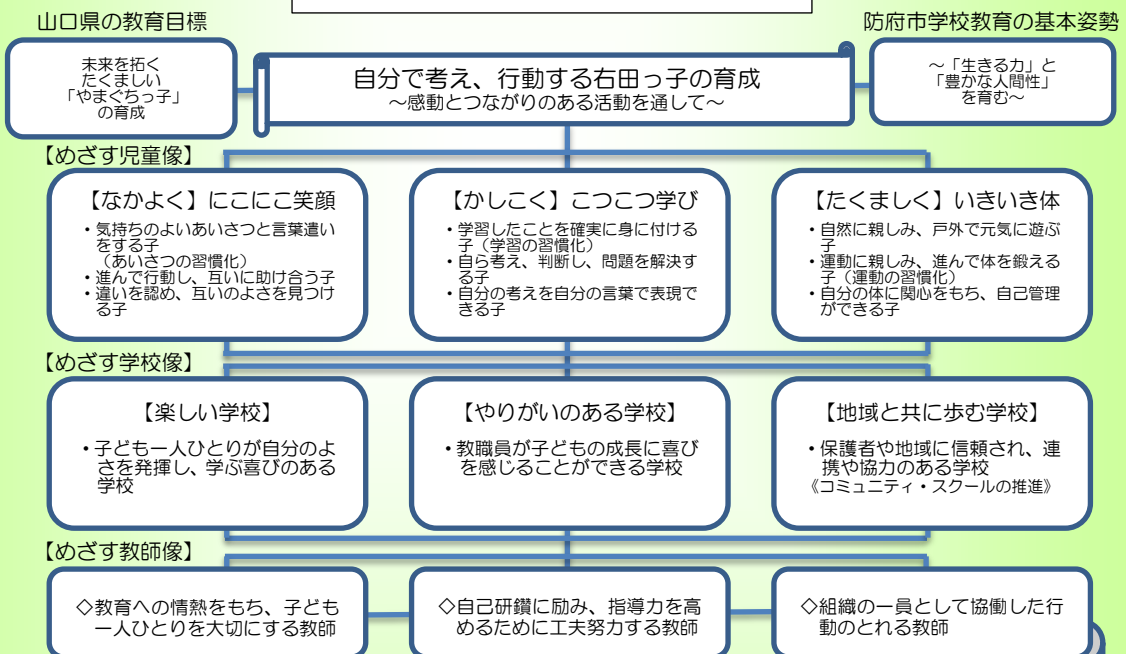 山口県の教育目標
防府市学校教育の基本姿勢
未来を拓く
たくましい
「やまぐちっ子」
の育成
自分で考え、行動する右田っ子の育成
～感動とつながりのある活動を通して～
～「生きる力」と
「豊かな人間性」
を育む～
【めざす児童像】
【なかよく】にこにこ笑顔
・気持ちのよいあいさつと言葉遣い
をする子
（あいさつの習慣化）
・進んで行動し、互いに助け合う子
・違いを認め、互いのよさを見つけ
る子
【かしこく】こつこつ学び
・学習したことを確実に身に付ける
子（学習の習慣化）
・自ら考え、判断し、問題を解決す
る子
・自分の考えを自分の言葉で表現で
きる子
【たくましく】いきいき体
・自然に親しみ、戸外で元気に遊ぶ
子
・運動に親しみ、進んで体を鍛える
子（運動の習慣化）
・自分の体に関心をもち、自己管理
ができる子
【めざす学校像】
【楽しい学校】
・子ども一人ひとりが自分のよ
さを発揮し、学ぶ喜びのある
学校
【やりがいのある学校】
・教職員が子どもの成長に喜び
を感じることができる学校
【地域と共に歩む学校】
・保護者や地域に信頼され、連
携や協力のある学校
《コミュニティ・スクールの推進》
【めざす教師像】
◇教育への情熱をもち、子ども
一人ひとりを大切にする教師
◇自己研鑽に励み、指導力を高
めるために工夫努力する教師
◇組織の一員として協働した行
動のとれる教師